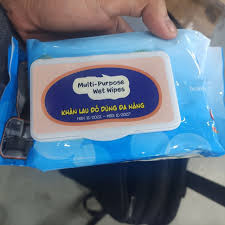 Multi-Purpose
Wet Wipes
KHĂN LAU ĐỒ DÙNG ĐA NĂNG